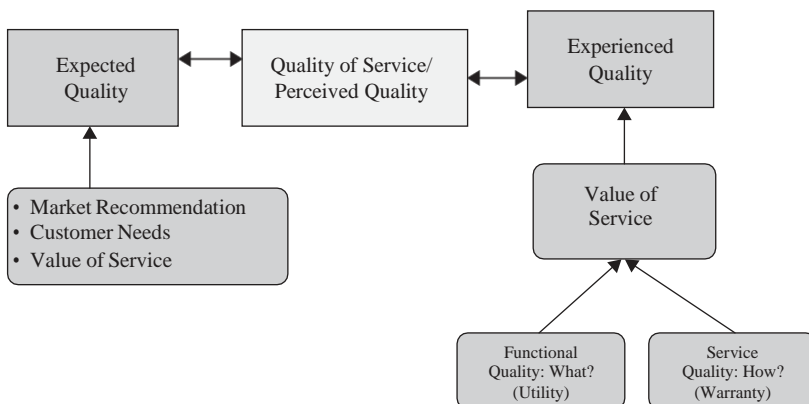 Expected
Quality
Quality of Service/
Perceived Quality
Experienced
Quality
• Market Recommendation
• Customer Needs
• Value of Service
Value of
Service
Functional
Quality: What?
(Utility)
Service
Quality: How?
(Warranty)